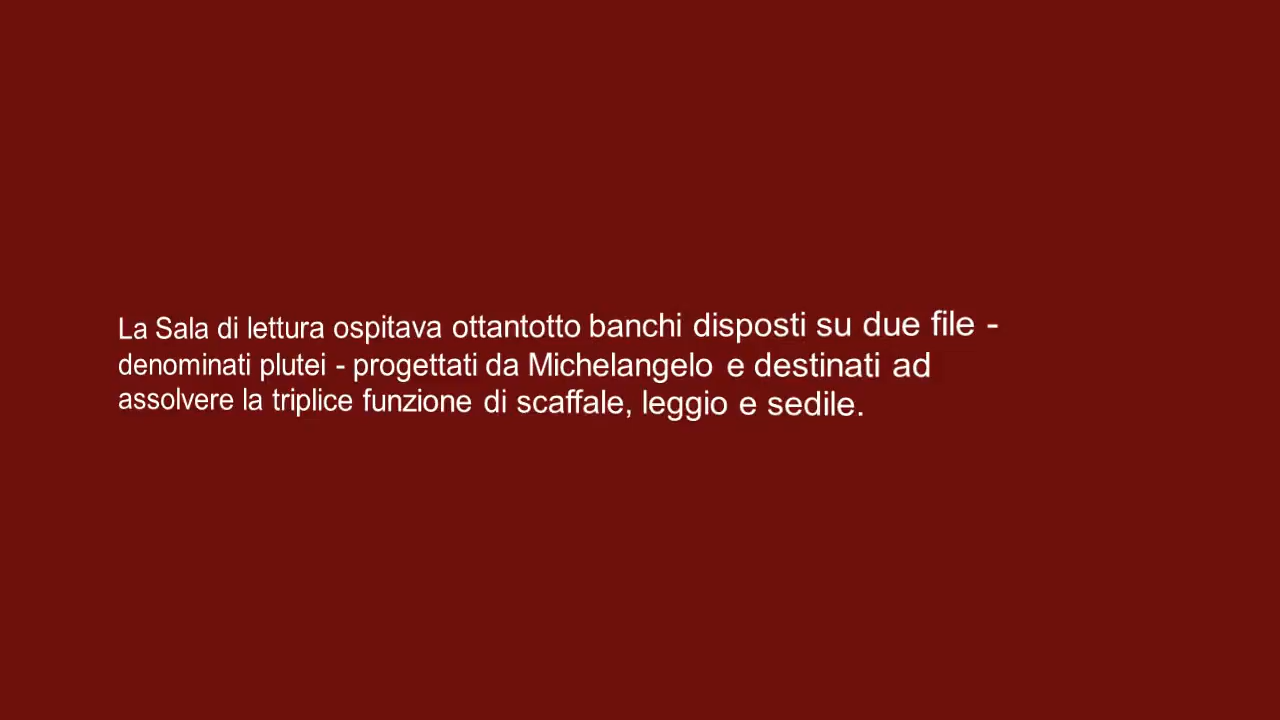 La Sala di lettura ospitava ottantotto banchi disposti su due file -
denominati plutei - progettati da Michelangelo e destinati ad
assolvere la triplice funzione di scaffale, leggio e sedile.